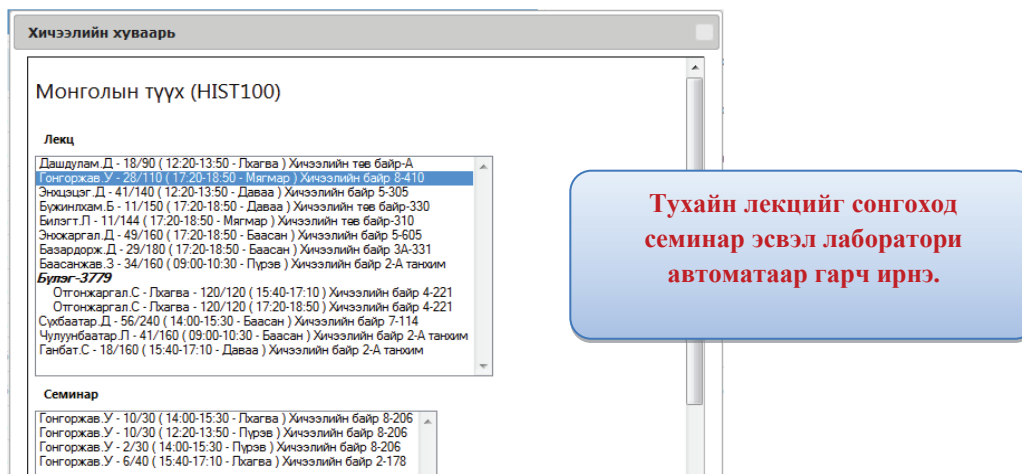 Хичээлийн хуваарь
Монголын түүх (HIST100)
Лекц
Дашдулам.Д - 18/90 ( 12:20-13:50 - Лхагва ) Хичээлийн төв байр-А
Гонгоржав.У - 28/110 ( 17:20-18:50 - Мягмар ) Хичээлийн байр 8-410
Энхцэцэг.Д - 41/140 ( 12:20-13:50 - Даваа ) Хичээлийн байр 5-305
Бүжинлхам.Б - 11/150 ( 17:20-18:50 - Даваа ) Хичээлийн төв байр-330
Билэгт.П - 11/144 ( 17:20-18:50 - Мягмар ) Хичээлийн төв байр-310
Энхжаргал.Д - 49/160 ( 17:20-18:50 - Баасан ) Хичээлийн байр 5-605
Базардорж.Д - 29/180 ( 17:20-18:50 - Баасан ) Хичээлийн байр 3А-331
Баасанжав.З - 34/160 ( 09:00-10:30 - Пүрэв ) Хичээлийн байр 2-А танхим
Бүлэг-3779
Отгонжаргал.С - Лхагва - 120/120 ( 15:40-17:10 ) Хичээлийн байр 4-221
Отгонжаргал.С - Лхагва - 120/120 ( 17:20-18:50 ) Хичээлийн байр 4-221
Сүхбаатар.Д - 56/240 ( 14:00-15:30 - Баасан ) Хичээлийн байр 7-114
Чулуунбаатар.Л - 41/160 ( 09:00-10:30 - Баасан ) Хичээлийн байр 2-А танхим
Ганбат.С - 18/160 ( 15:40-17:10 - Даваа ) Хичээлийн байр 2-А танхим
Семинар
Гонгоржав.У - 10/30 ( 14:00-15:30 - Лхагва ) Хичээлийн байр 8-206
Гонгоржав.У - 10/30 ( 12:20-13:50 - Пүрэв ) Хичээлийн байр 8-206
Гонгоржав.У - 2/30 ( 14:00-15:30 - Пүрэв ) Хичээлийн байр 8-206
Гонгоржав.У - 6/40 ( 15:40-17:10 - Лхагва ) Хичээлийн байр 2-178
Тухайн лекцийг сонгоход
семинар эсвэл лаборатори
автоматаар гарч ирнэ.